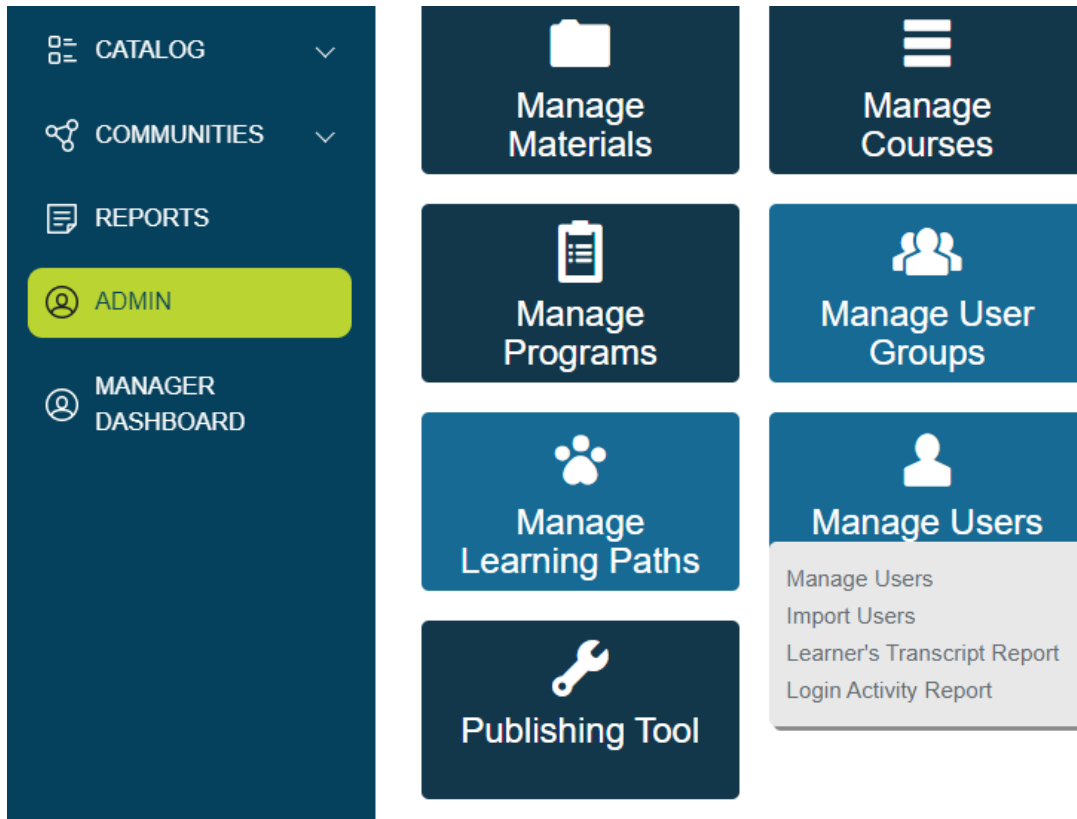 CATALOG
COMMUNITIES
REPORTS
ADMIN
MANAGER
DASHBOARD
Manage
Materials
Manage
Courses
Manage
Programs
Manage User
Groups
Manage
Learning Paths
Manage Users
Manage Users
Import Users
Learner's Transcript Report
Login Activity Report
Publishing Tool